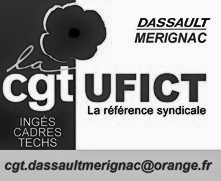 DASSAULT
MERIGNAC
la
cgt UFICT
La référence syndicale
INGÉS
CADRES
TECHS
cgt.dassaultmerignac@orange.fr